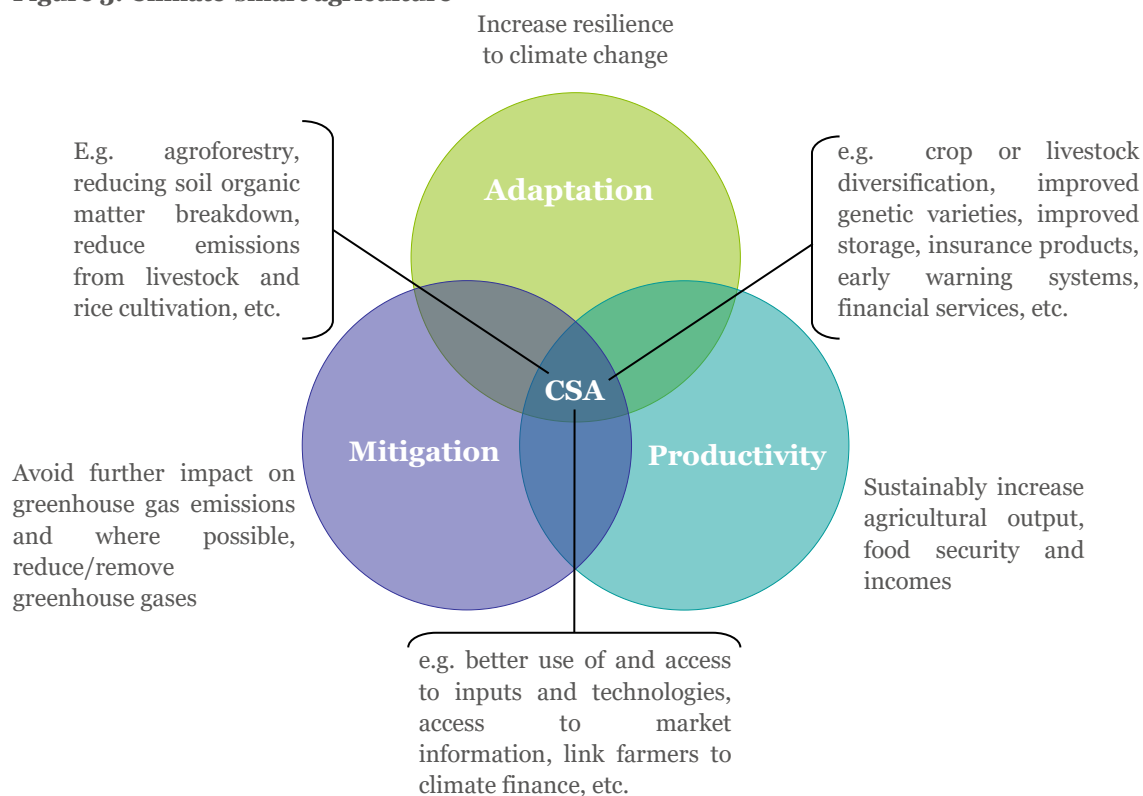 Increase resilience
to climate change
E.g. agroforestry,
reducing soil organic
matter breakdown,
reduce emissions
from livestock and
rice cultivation, etc.
e.g. crop or livestock
diversification, improved
genetic varieties, improved
storage, insurance products,
early warning systems,
financial services, etc.
Adaptation
CSA
Mitigation
Productivity
Avoid further impact on
greenhouse gas emissions
and where possible,
reduce/remove
greenhouse gases
Sustainably increase
agricultural output,
food security and
incomes
e.g. better use of and access
to inputs and technologies,
access to market
information, link farmers to
climate finance, etc.